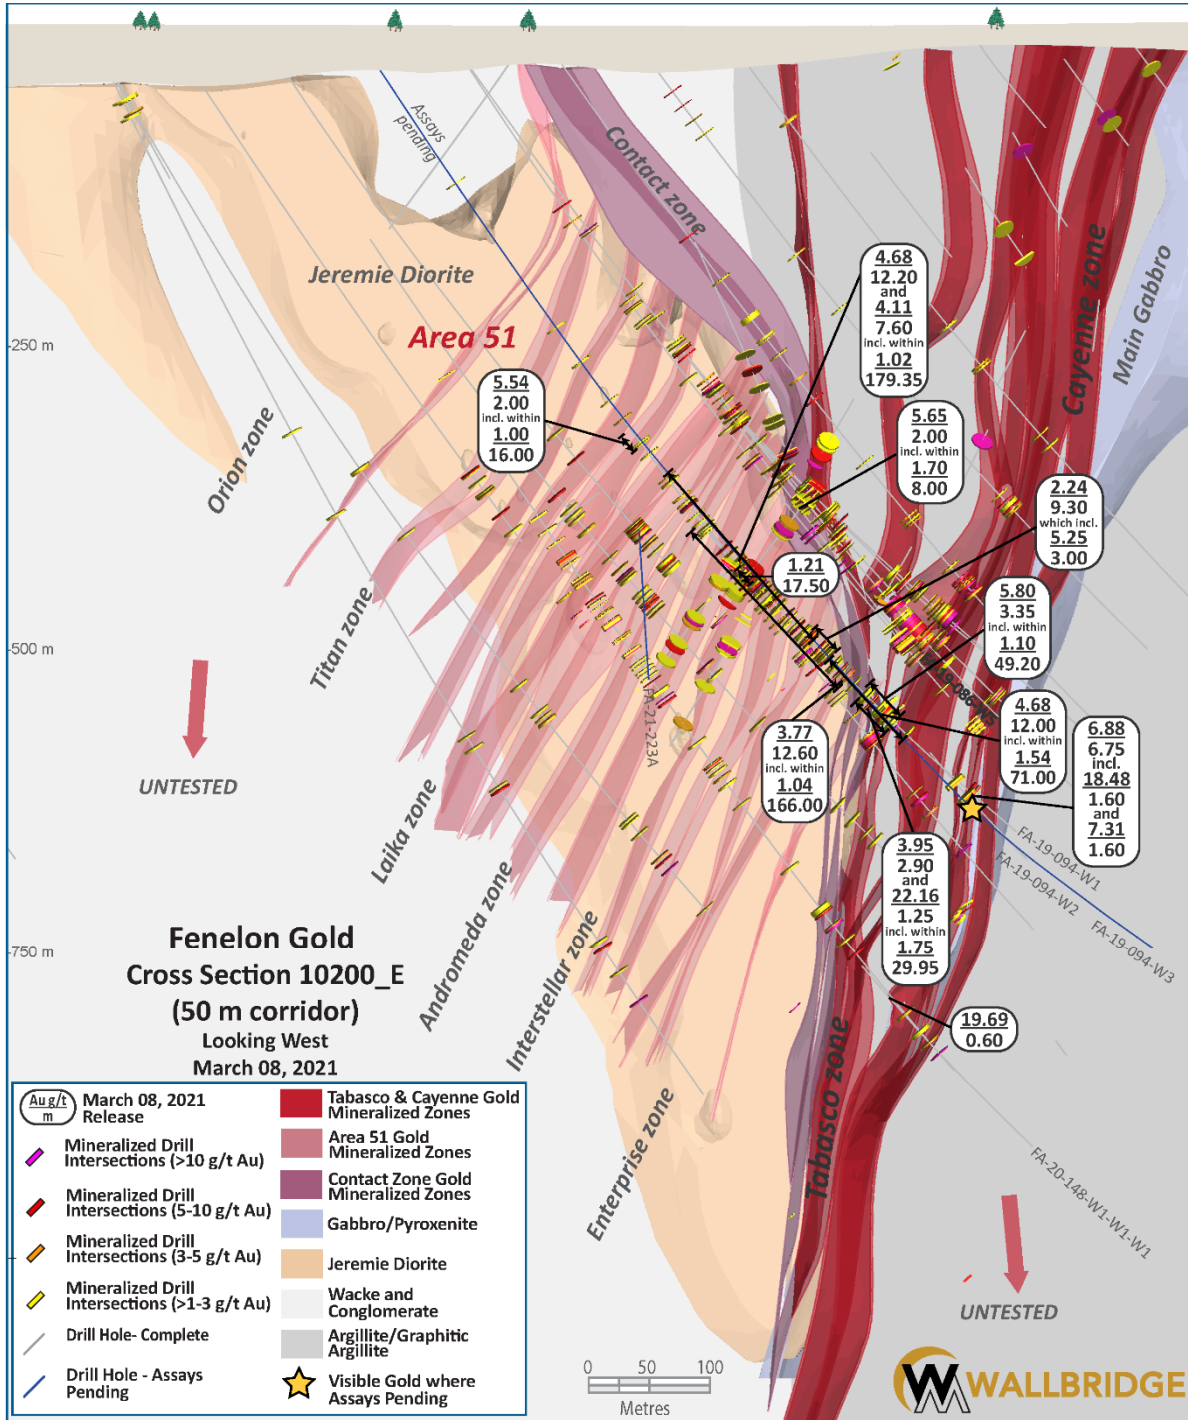 Assays
pending
Contact zone
Jeremie Diorite
Area 51
Cayenne zone
Main Gabbro
250 m
500 m
750 m
4.68
12.20
and
4.11
7.60
incl. within
1.02
179.35
5.54
2.00
incl. within
1.00
16.00
5.65
2.00
incl. within
1.70
8.00
2.24
9.30
which incl.
5.25
3.00
1.21
17.50
5.80
3.35
incl. within
1.10
49.20
4.68
12.00
incl. within
1.54
71.00
6.88
6.75
incl.
18.48
1.60
and
7.31
1.60
3.77
12.60
incl. within
1.04
166.00
3.95
2.90
and
22.16
1.25
incl. within
1.75
29.95
19.69
0.60
Orion zone
Titan zone
Laika zone
Andromeda zone
Interstellar zone
Enterprise zone
Tabasco zone
FA-21-223A
19-086-W5
FA-19-094-W1
FA-19-094-W2
FA-19-094-W3
FA-20-148-W1-W1-W1
UNTESTED
UNTESTED
Fenelon Gold
Cross Section 10200_E
(50 m corridor)
Looking West
March 08, 2021
Au g/t
m
March 08, 2021
Release
Mineralized Drill
Intersections (>10 g/t Au)
Mineralized Drill
Intersections (5-10 g/t Au)
Mineralized Drill
Intersections (3-5 g/t Au)
Mineralized Drill
Intersections (>1-3 g/t Au)
Drill Hole- Complete
Drill Hole - Assays
Pending
Tabasco & Cayenne Gold
Mineralized Zones
Area 51 Gold
Mineralized Zones
Contact Zone Gold
Mineralized Zones
Gabbro/Pyroxenite
Jeremie Diorite
Wacke and
Conglomerate
Argillite/Graphitic
Argillite
Visible Gold where
Assays Pending
0 50 100
Metres
WALLBRIDGE